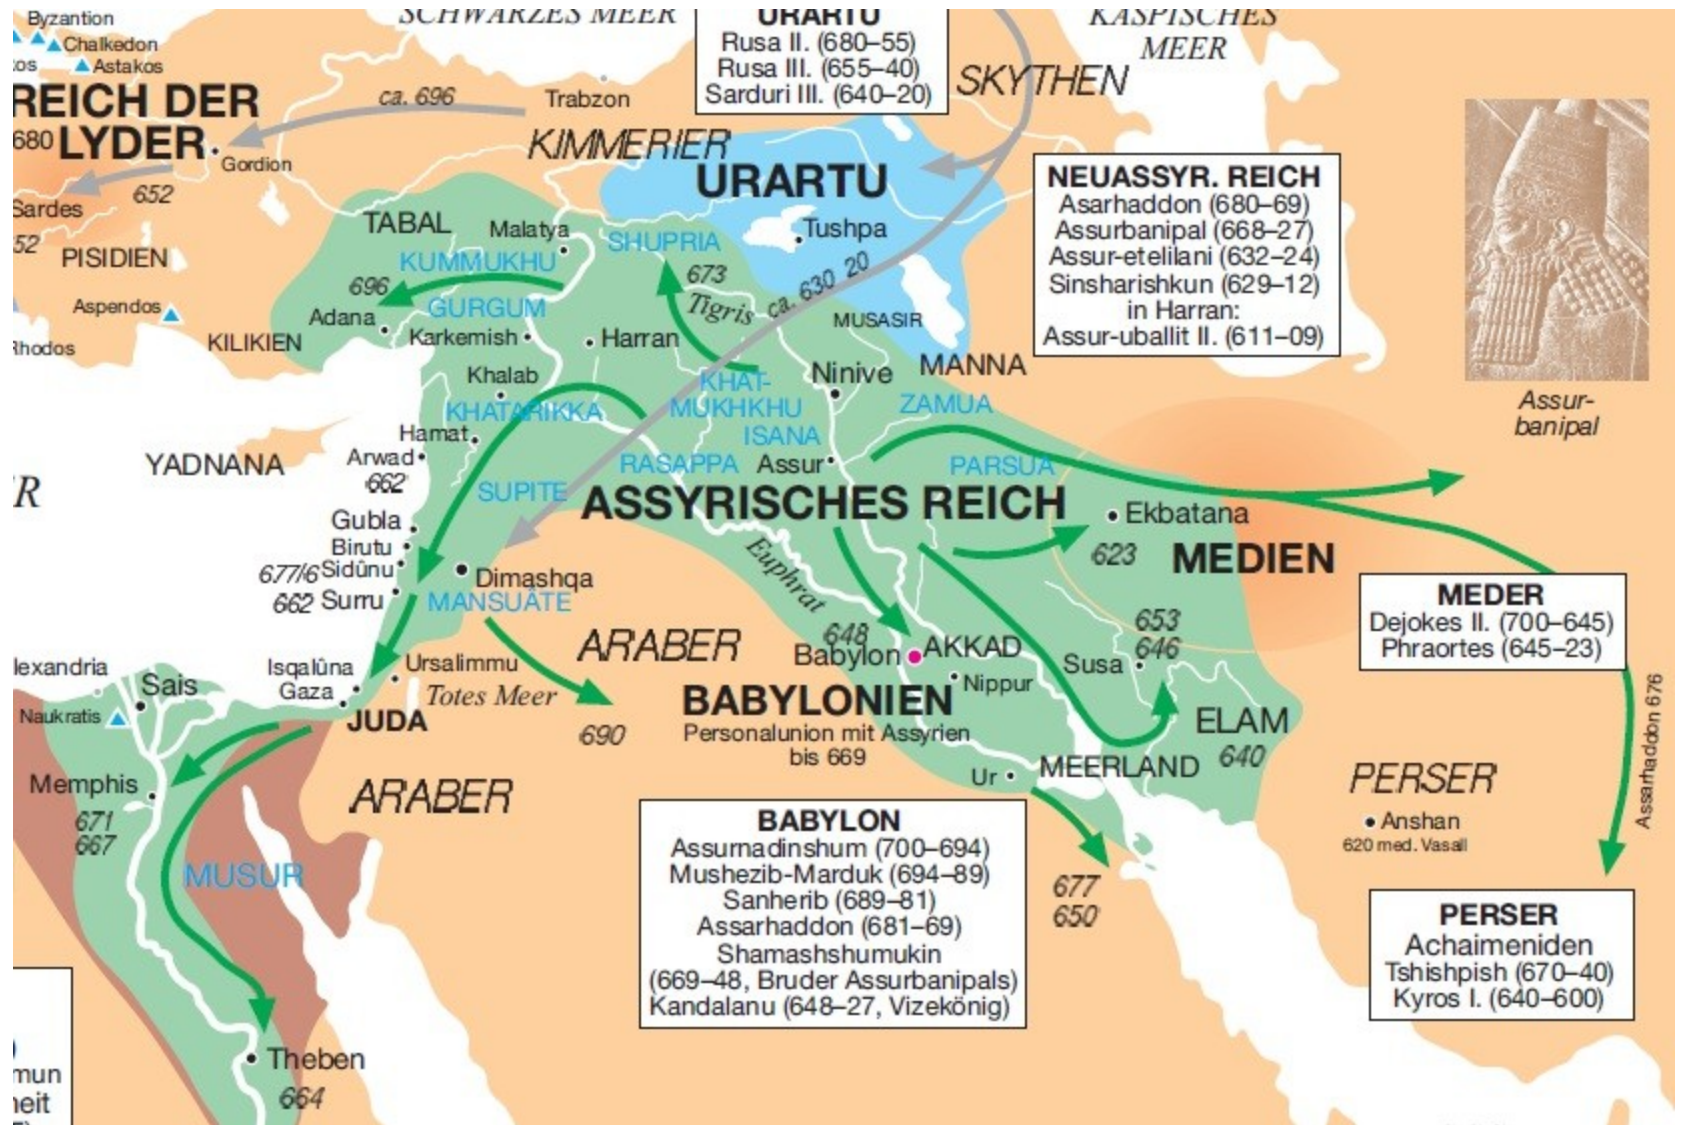 Byzantion
Chalkedon
Astakos
SCHWARZES MEER
URARTU
Rusa II. (680–55)
Rusa III. (655–40)
Sarduri III. (640–20)
KASPISCHES
MEER
SKYTHEN
REICH DER
LYDER
680
ca. 696
Trabzon
Gordion
652
Sardes
KIMMERIER
URARTU
Tushpa
PISIDIEN
Aspendos
Rhodos
KILIKIEN
TABAL
Malatya
KUMMUKHU
696
Adana
GURGUM
Karkemish
SHUPRIA
673
Tigris
ca. 630 20
MUSASIR
Harran
Khalab
KHATARIKKA
Hamat
Arwad
662
YADNANA
KHAT-
MUKHKHU
ISANA
RASAPPA
Assur
Ninive
MANNA
ZAMUA
PARSUA
SUPITE
ASSYRISCHES REICH
Ekbatana
623
MEDIEN
NEUASSYR. REICH
Asarhaddon (680–69)
Assurbanipal (668–27)
Assur-etelilani (632–24)
Sinsharishkun (629–12)
in Harran:
Assur-uballit II. (611–09)
Assur-
banipal
Gubla
Birutu
677/6 Sidûnu
662 Surru
Dimashqa
MANSUÂTE
Euphrat
ARABER
648
Babylon
AKKAD
Nippur
653
646
Susa
MEDER
Dejokes II. (700–645)
Phraortes (645–23)
Assarhaddon 676
Isqalûna
Gaza
Ursalimmu
Totes Meer
JUDA
690
BABYLONIEN
Personalunion mit Assyrien
bis 669
ELAM
640
Ur
MEERLAND
Sais
Naukratis
Memphis
671
667
MUSUR
ARABER
677
650
PERSER
Anshan
620 med. Vasall
BABYLON
Assurnadinshum (700–694)
Mushezib-Marduk (694–89)
Sanherib (689–81)
Assarhaddon (681–69)
Shamashshumukin
(669–48, Bruder Assurbanipals)
Kandalanu (648–27, Vizekönig)
PERSER
Achaimeniden
Tshishpish (670–40)
Kyros I. (640–600)
Theben
664